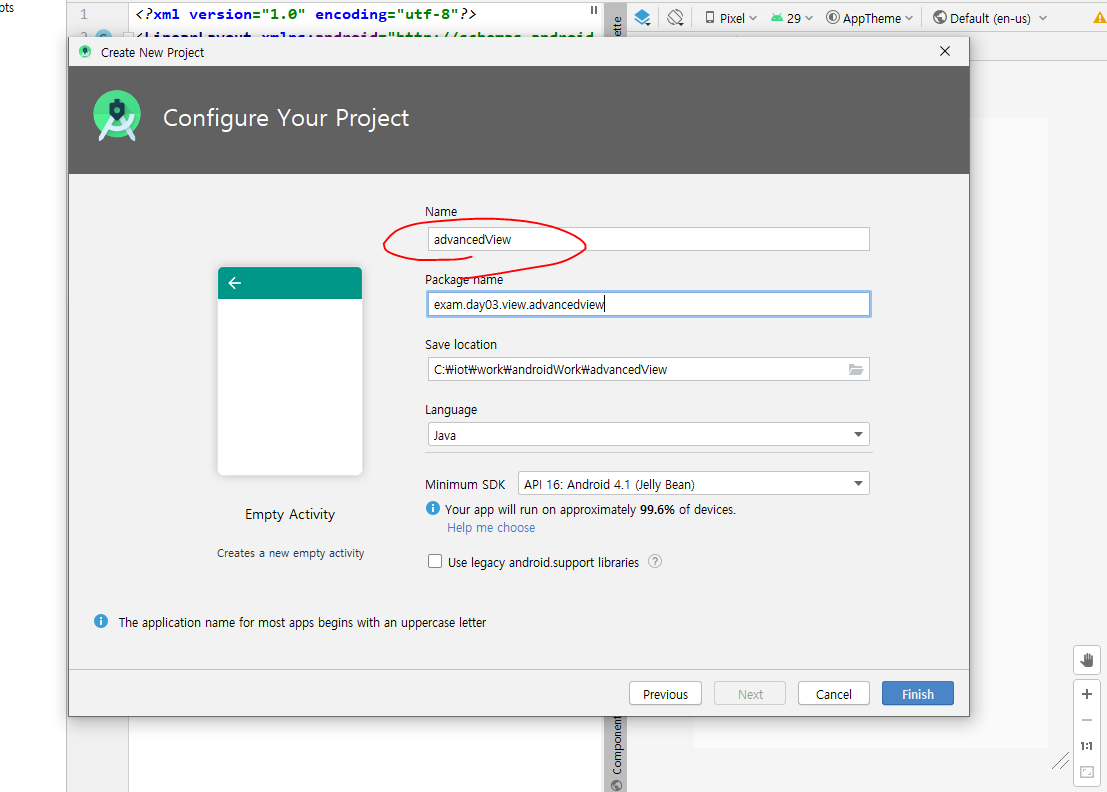 pts
1 <?xml version="1.0" encoding="utf-8"?>
Pixel 29 AppTheme Default (en-us)
2 <LinearLayout xmlns:android="http://schemas.android
Create New Project
Configure Your Project
Name
advancedView
Package name
exam.day03.view.advancedview
Save location
C:₩iot₩work₩androidWork₩advancedView
Language
Java
Minimum SDK API 16: Android 4.1 (Jelly Bean)
Your app will run on approximately 99.6% of devices.
Help me choose
Use legacy android.support libraries ?
Empty Activity
Creates a new empty activity
The application name for most apps begins with an uppercase letter
Previous Next Cancel Finish
Component
1:1